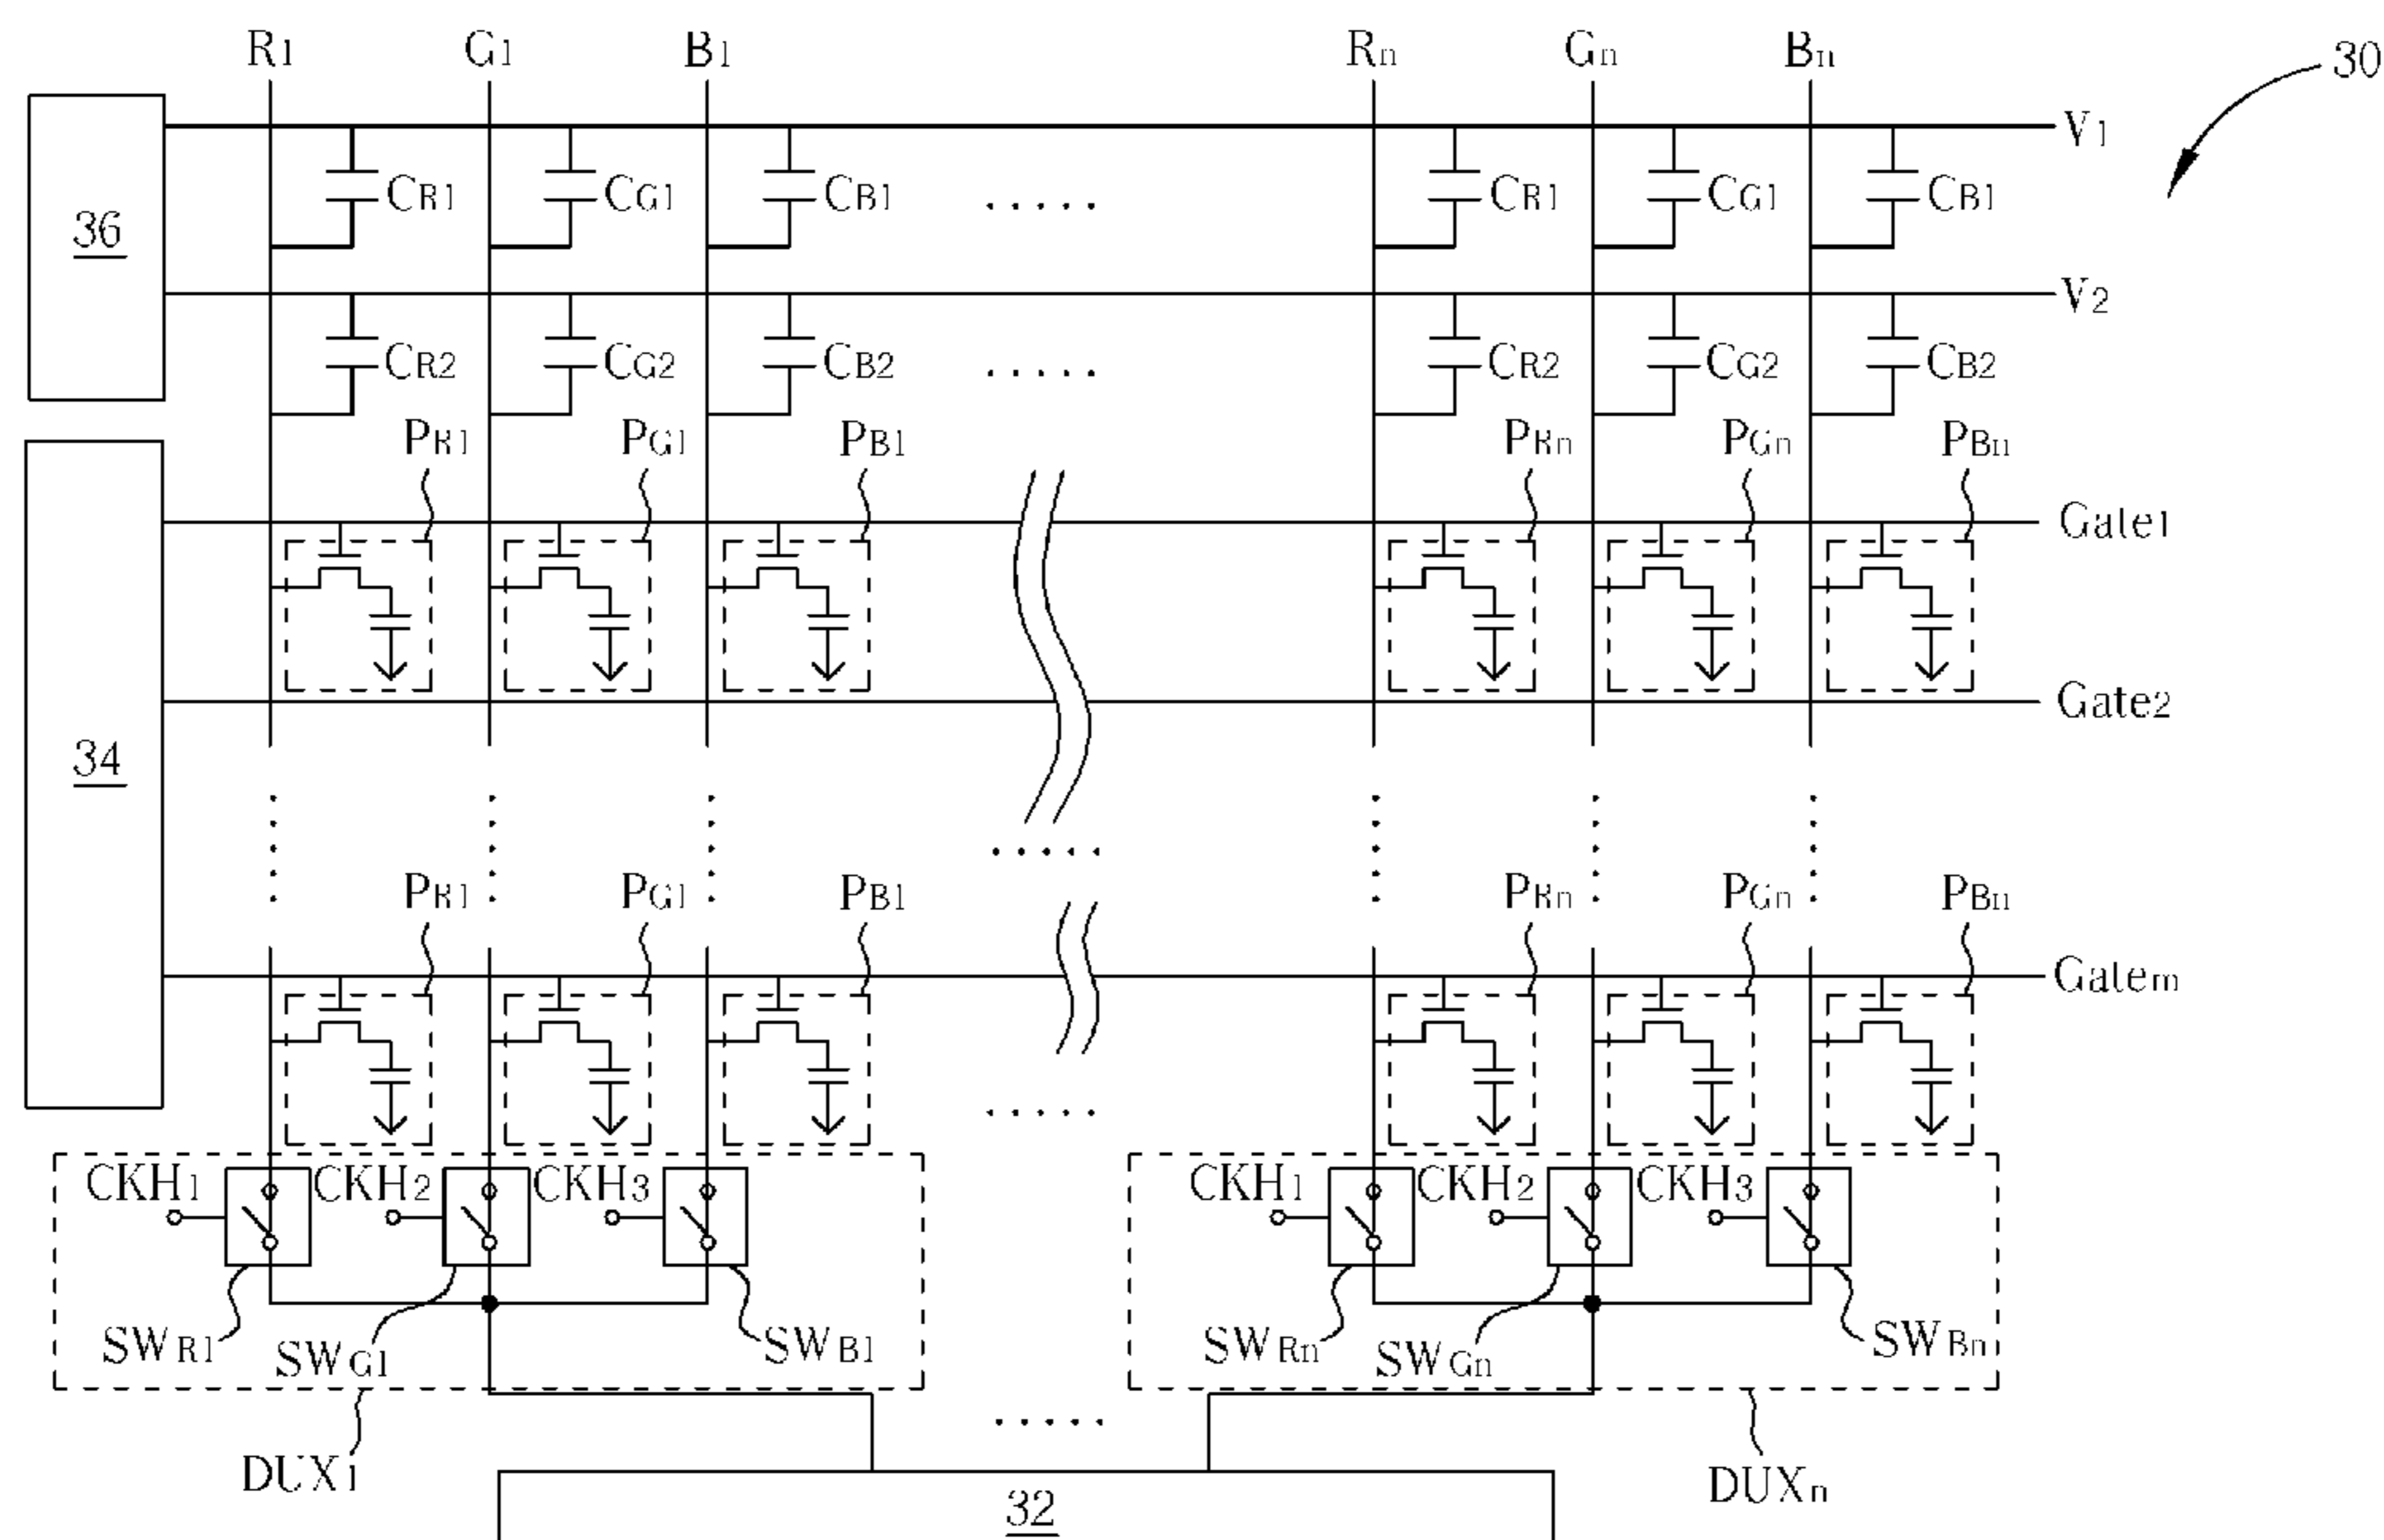 R1 G1 B1 Rn Gn Bn 30
V1
CR1 CG1 CB1 ..... CR1 CG1 CB1
36
V2
CR2 CG2 CB2 ..... CR2 CG2 CB2
PR1 PG1 PB1 PRn PGn PBn
Gate1
Gate2
34
.....
PR1 PG1 PB1 PRn PGn PBn
Gatem
.....
CKH1 CKH2 CKH3 CKH1 CKH2 CKH3
SWR1 SWG1 SWB1 SWRn SWGn SWBn
.....
DUX1 DUXn
32